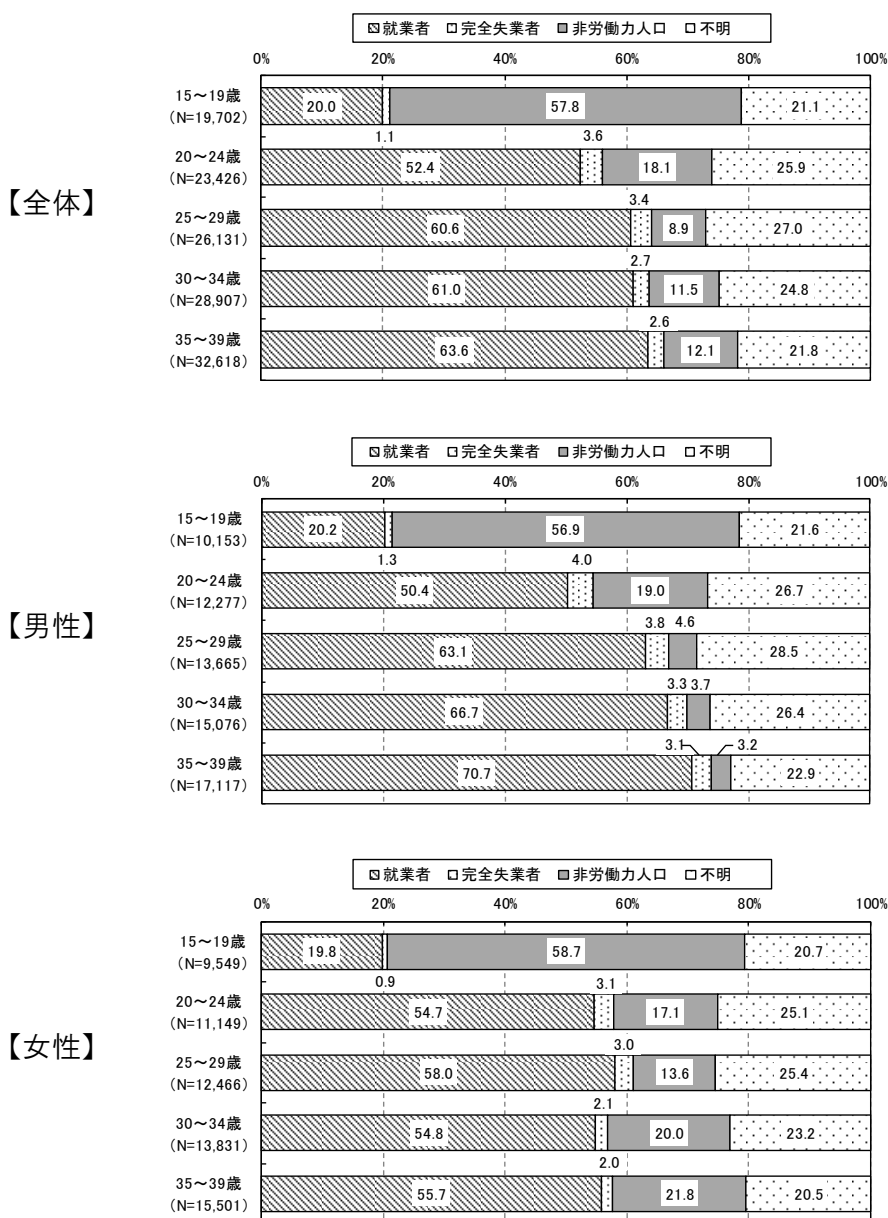 就業者 完全失業者 非労働力人口 不明
0% 20% 40% 60% 80% 100%
【全体】
15～19歳
(N=19,702)
20.0 1.1 57.8 21.1
20～24歳
(N=23,426)
52.4 3.6 18.1 25.9
25～29歳
(N=26,131)
60.6 3.4 8.9 27.0
30～34歳
(N=28,907)
61.0 2.7 11.5 24.8
35～39歳
(N=32,618)
63.6 2.6 12.1 21.8
就業者 完全失業者 非労働力人口 不明
0% 20% 40% 60% 80% 100%
【男性】
15～19歳
(N=10,153)
20.2 1.3 56.9 21.6
20～24歳
(N=12,277)
50.4 4.0 19.0 26.7
25～29歳
(N=13,665)
63.1 3.8 4.6 28.5
30～34歳
(N=15,076)
66.7 3.3 3.7 26.4
35～39歳
(N=17,117)
70.7 3.1 3.2 22.9
就業者 完全失業者 非労働力人口 不明
0% 20% 40% 60% 80% 100%
【女性】
15～19歳
(N=9,549)
19.8 0.9 58.7 20.7
20～24歳
(N=11,149)
54.7 3.1 17.1 25.1
25～29歳
(N=12,466)
58.0 3.0 13.6 25.4
30～34歳
(N=13,831)
54.8 2.1 20.0 23.2
35～39歳
(N=15,501)
55.7 2.0 21.8 20.5